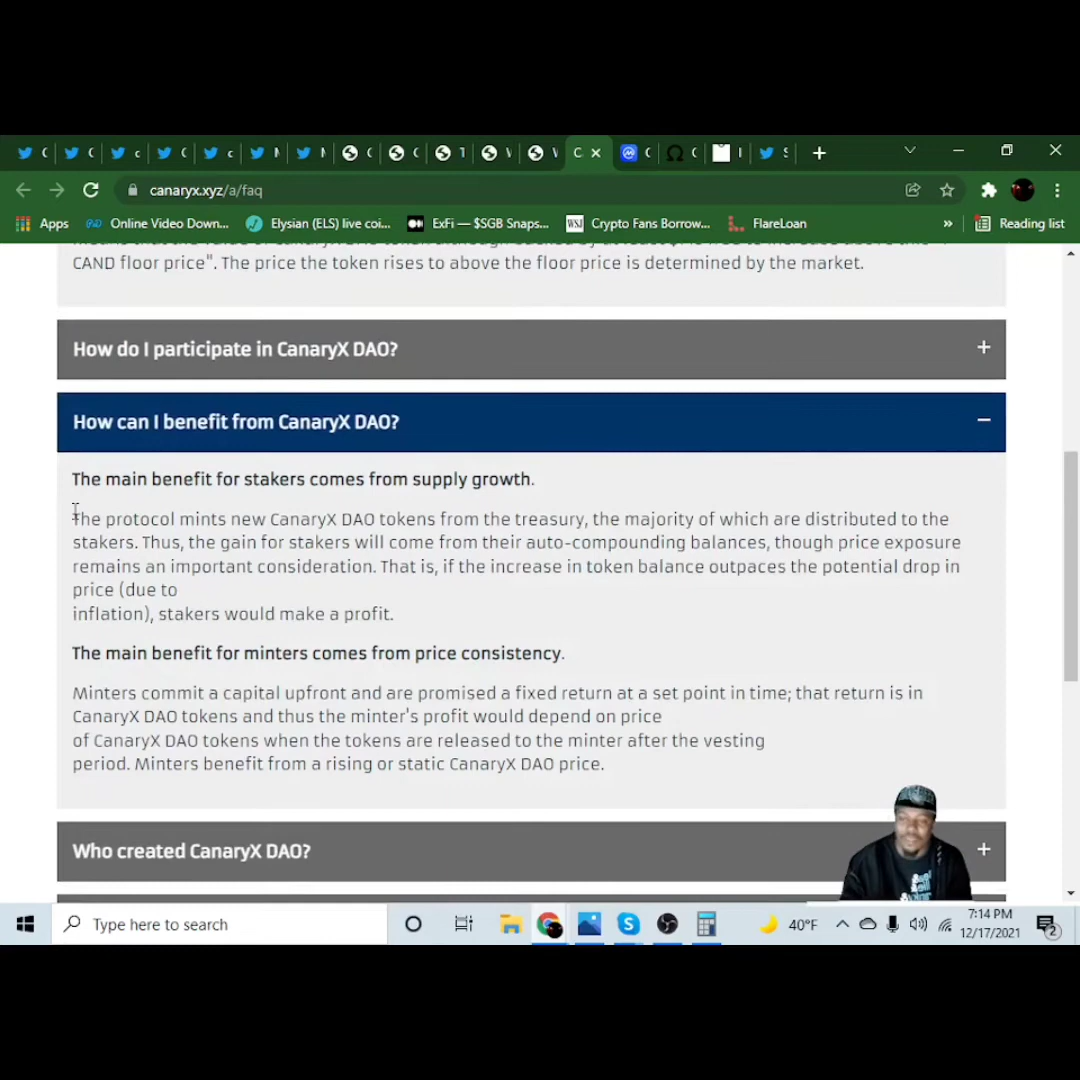 C
C
c
C
c
N
N
C
C
T
V
V
C
C
C
I
S
canaryx.xyz/a/faq
Apps
Online Video Down...
Elysian (ELS) live coi...
ExFi — $SGB Snaps...
WSJ
Crypto Fans Borrow...
FlareLoan
»
Reading list
CAND floor price". The price the token rises to above the floor price is determined by the market.
How do I participate in CanaryX DAO?
+
How can I benefit from CanaryX DAO?
−
The main benefit for stakers comes from supply growth.
The protocol mints new CanaryX DAO tokens from the treasury, the majority of which are distributed to the
stakers. Thus, the gain for stakers will come from their auto-compounding balances, though price exposure
remains an important consideration. That is, if the increase in token balance outpaces the potential drop in
price (due to
inflation), stakers would make a profit.
The main benefit for minters comes from price consistency.
Minters commit a capital upfront and are promised a fixed return at a set point in time; that return is in
CanaryX DAO tokens and thus the minter's profit would depend on price
of CanaryX DAO tokens when the tokens are released to the minter after the vesting
period. Minters benefit from a rising or static CanaryX DAO price.
Who created CanaryX DAO?
+
Type here to search
40°F
7:14 PM
12/17/2021
2